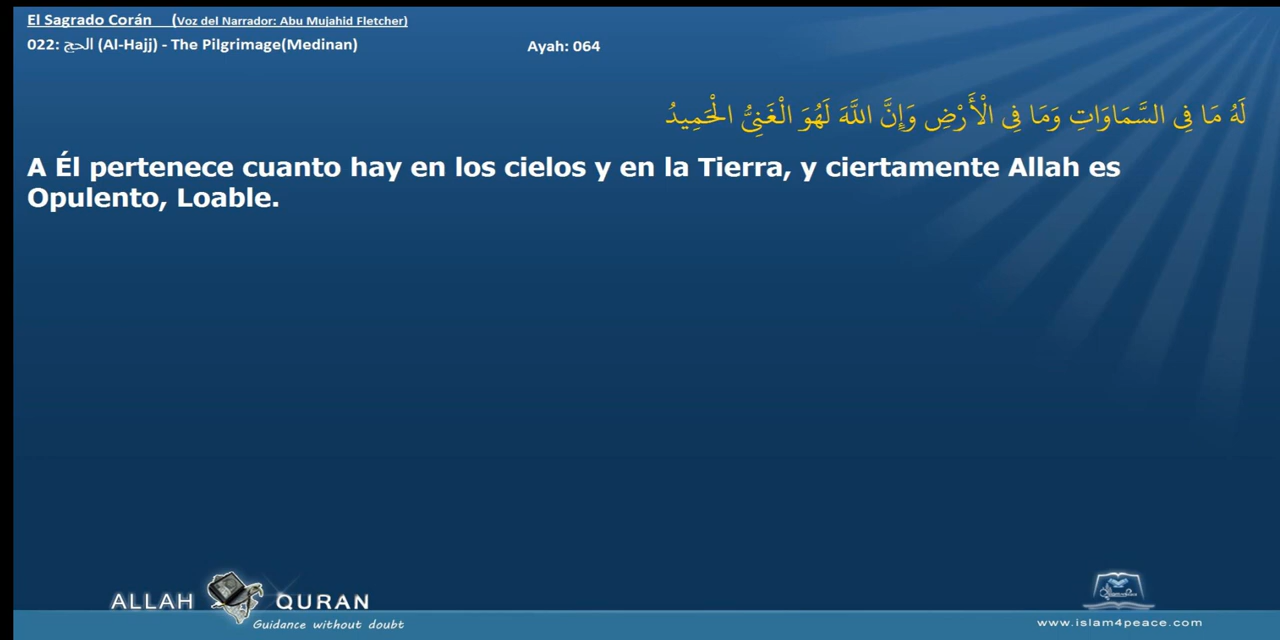 El Sagrado Corán (Voz del Narrador: Abu Mujahid Fletcher)
022: الحج (Al-Hajj) - The Pilgrimage(Medinan)
Ayah: 064
لَهُ مَا فِي السَّمَاوَاتِ وَمَا فِي الْأَرْضِ وَإِنَّ اللَّهَ لَهُوَ الْغَنِيُّ الْحَمِيدُ
A Él pertenece cuanto hay en los cielos y en la Tierra, y ciertamente Allah es
Opulento, Loable.
ALLAH QURAN
Guidance without doubt
www.islam4peace.com